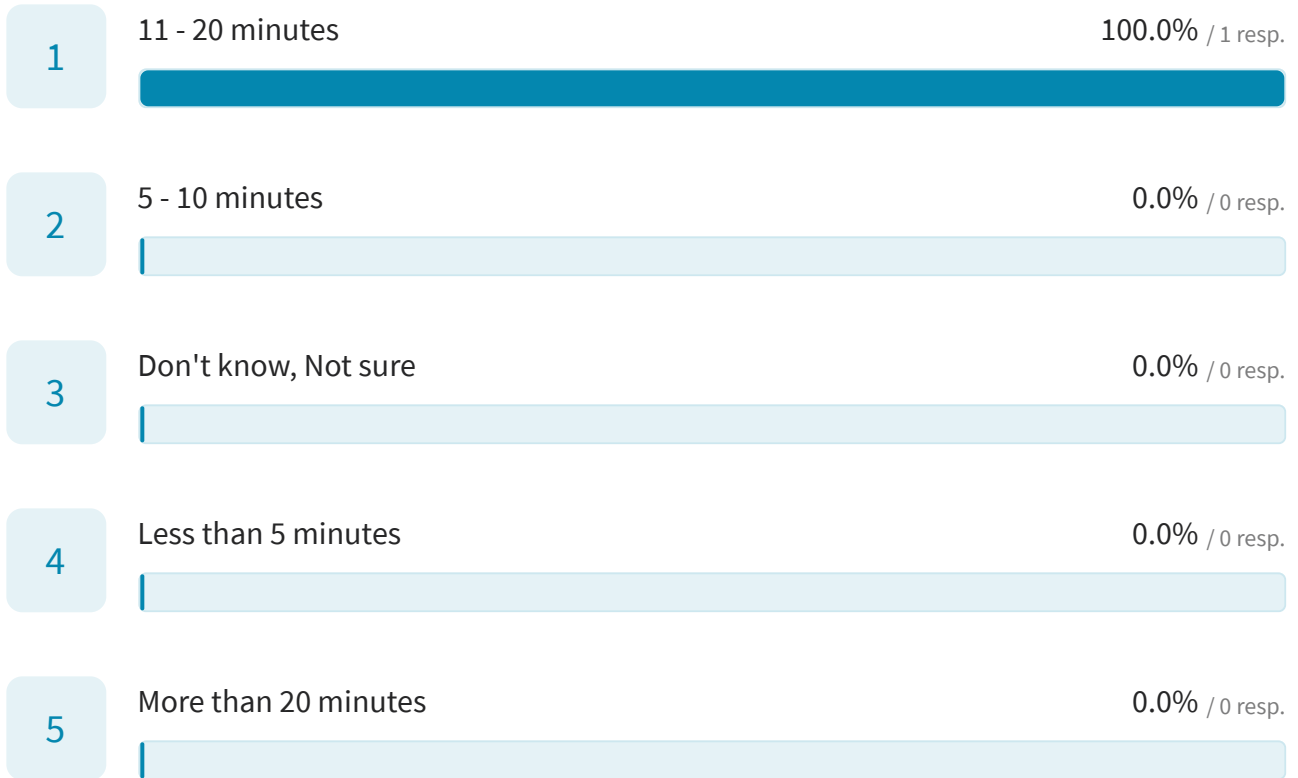 1
11 - 20 minutes 100.0% / 1 resp.
2
5 - 10 minutes 0.0% / 0 resp.
3
Don't know, Not sure 0.0% / 0 resp.
4
Less than 5 minutes 0.0% / 0 resp.
5
More than 20 minutes 0.0% / 0 resp.